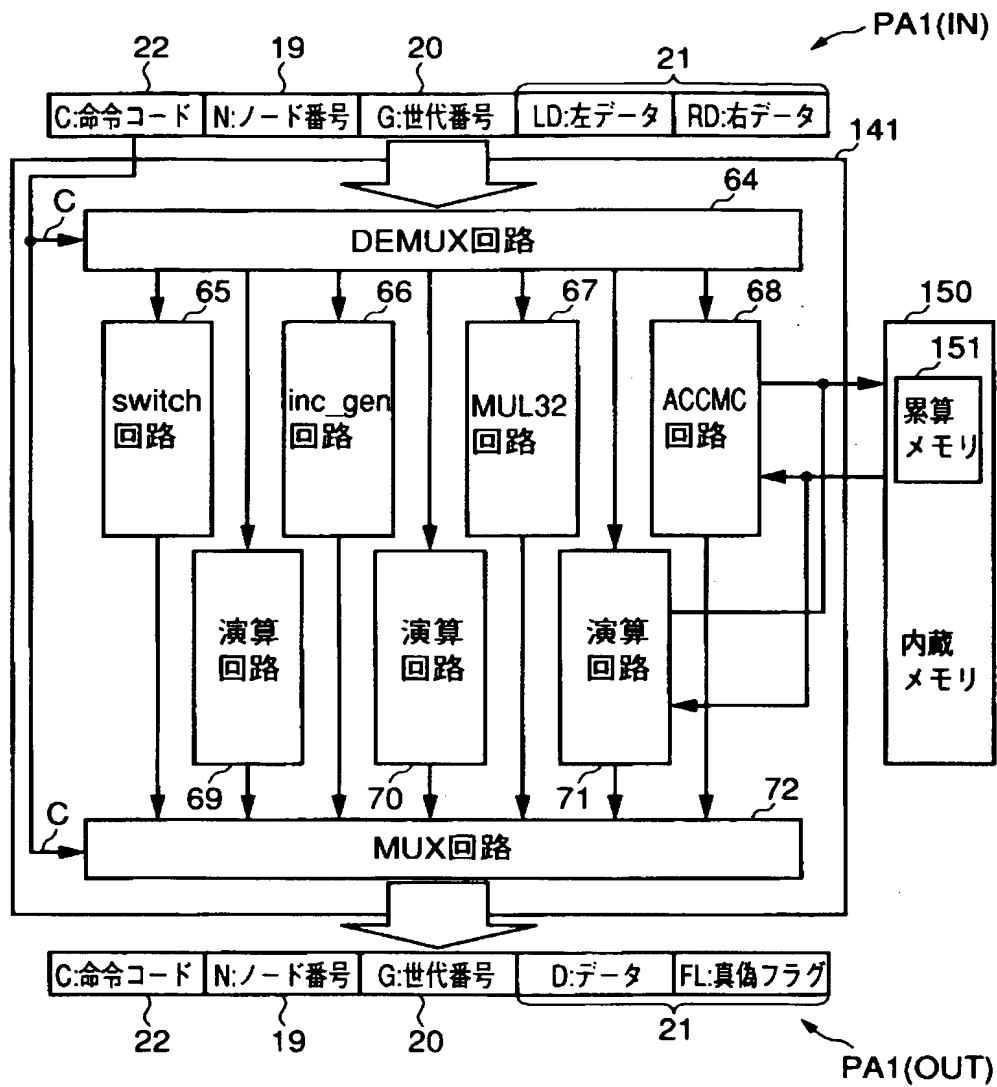 PA1(IN)
22 19 20 21
C:命令コード N:ノード番号 G:世代番号 LD:左データ RD:右データ
141
64
C
DEMUX回路
65 66 67 68 150
151
switch
回路
inc_gen
回路
MUL32
回路
ACCMC
回路
累算
メモリ
演算
回路
演算
回路
演算
回路
内蔵
メモリ
69 70 71 72
C
MUX回路
C:命令コード N:ノード番号 G:世代番号 D:データ FL:真偽フラグ
22 19 20 21
PA1(OUT)